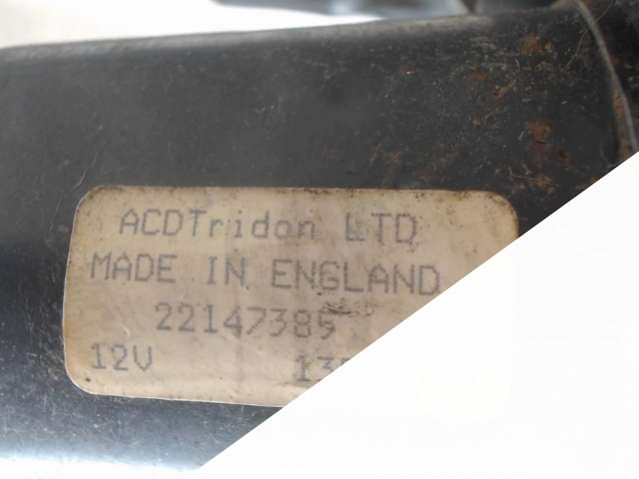 ACDTridon LTD
MADE IN ENGLAND
22147385
12V